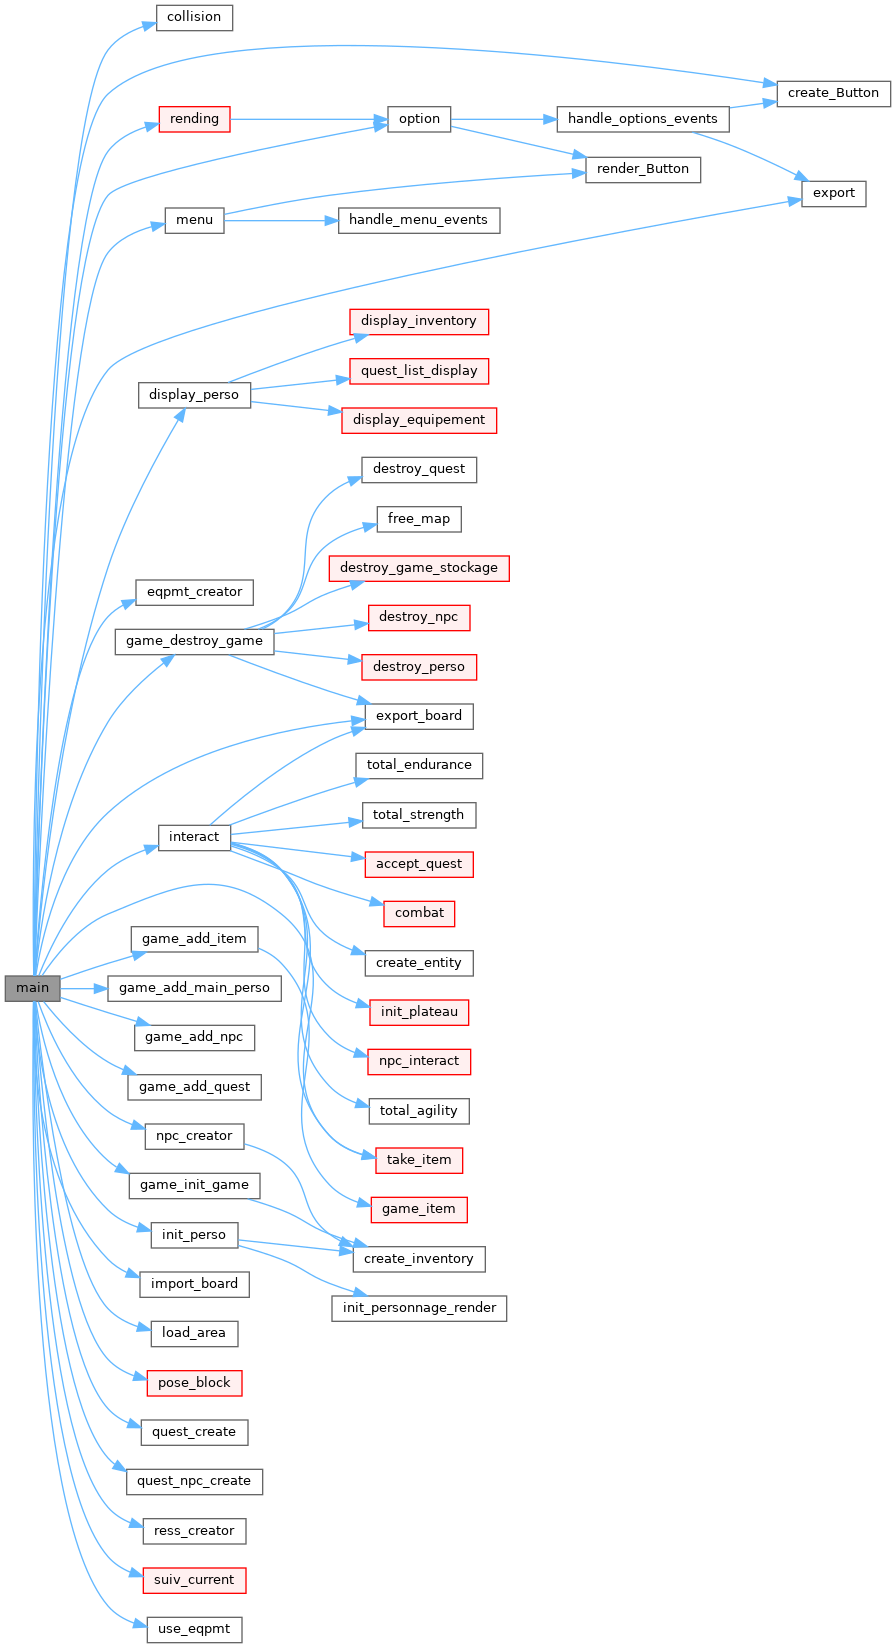 collision
create_Button
rending
option
handle_options_events
render_Button
export
menu
handle_menu_events
display_inventory
quest_list_display
display_perso
display_equipement
destroy_quest
free_map
destroy_game_stockage
eqpmt_creator
destroy_npc
game_destroy_game
destroy_perso
export_board
total_endurance
total_strength
interact
accept_quest
combat
game_add_item
create_entity
main
game_add_main_perso
init_plateau
game_add_npc
npc_interact
game_add_quest
total_agility
npc_creator
take_item
game_init_game
game_item
init_perso
create_inventory
import_board
init_personnage_render
load_area
pose_block
quest_create
quest_npc_create
ress_creator
suiv_current
use_eqpmt